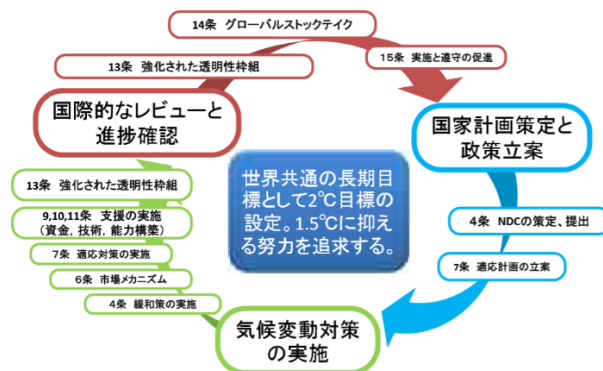 14条 グローバルストックテイク
13条 強化された透明性枠組
15条 実施と遵守の促進
国際的なレビューと
進捗確認
国家計画策定と
政策立案
13条 強化された透明性枠組
9,10,11条 支援の実施
(資金，技術，能力構築)
7条 適応対策の実施
6条 市場メカニズム
4条 緩和策の実施
世界共通の長期目
標として2℃目標の
設定。1.5℃に抑え
る努力を追求する。
4条 NDCの策定、提出
7条 適応計画の立案
気候変動対策
の実施